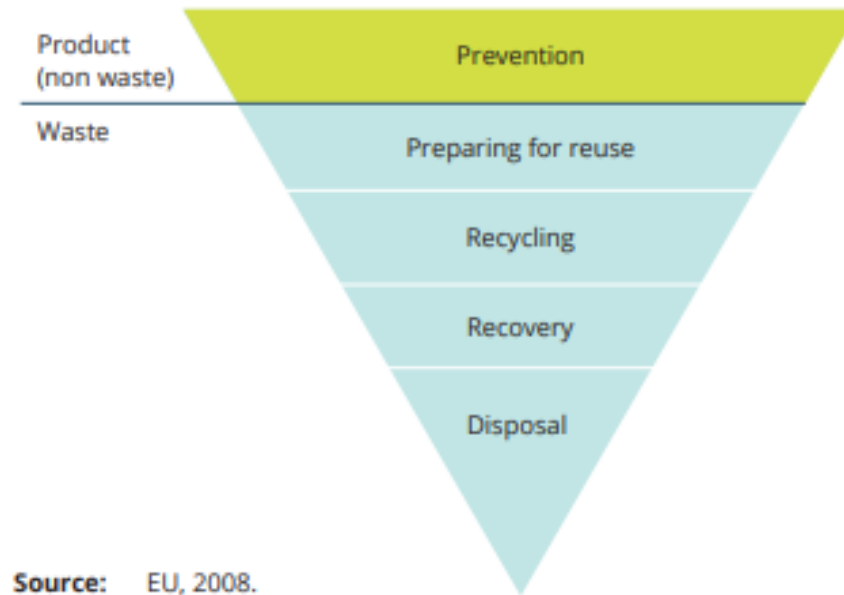 Product
(non waste)
Prevention
Waste
Preparing for reuse
Recycling
Recovery
Disposal
Source: EU, 2008.